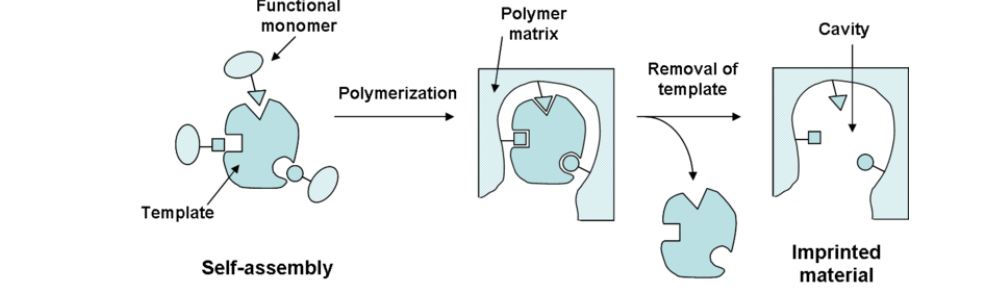 Functional
monomer
Template
Self-assembly
Polymerization
Polymer
matrix
Removal of
template
Cavity
Imprinted
material